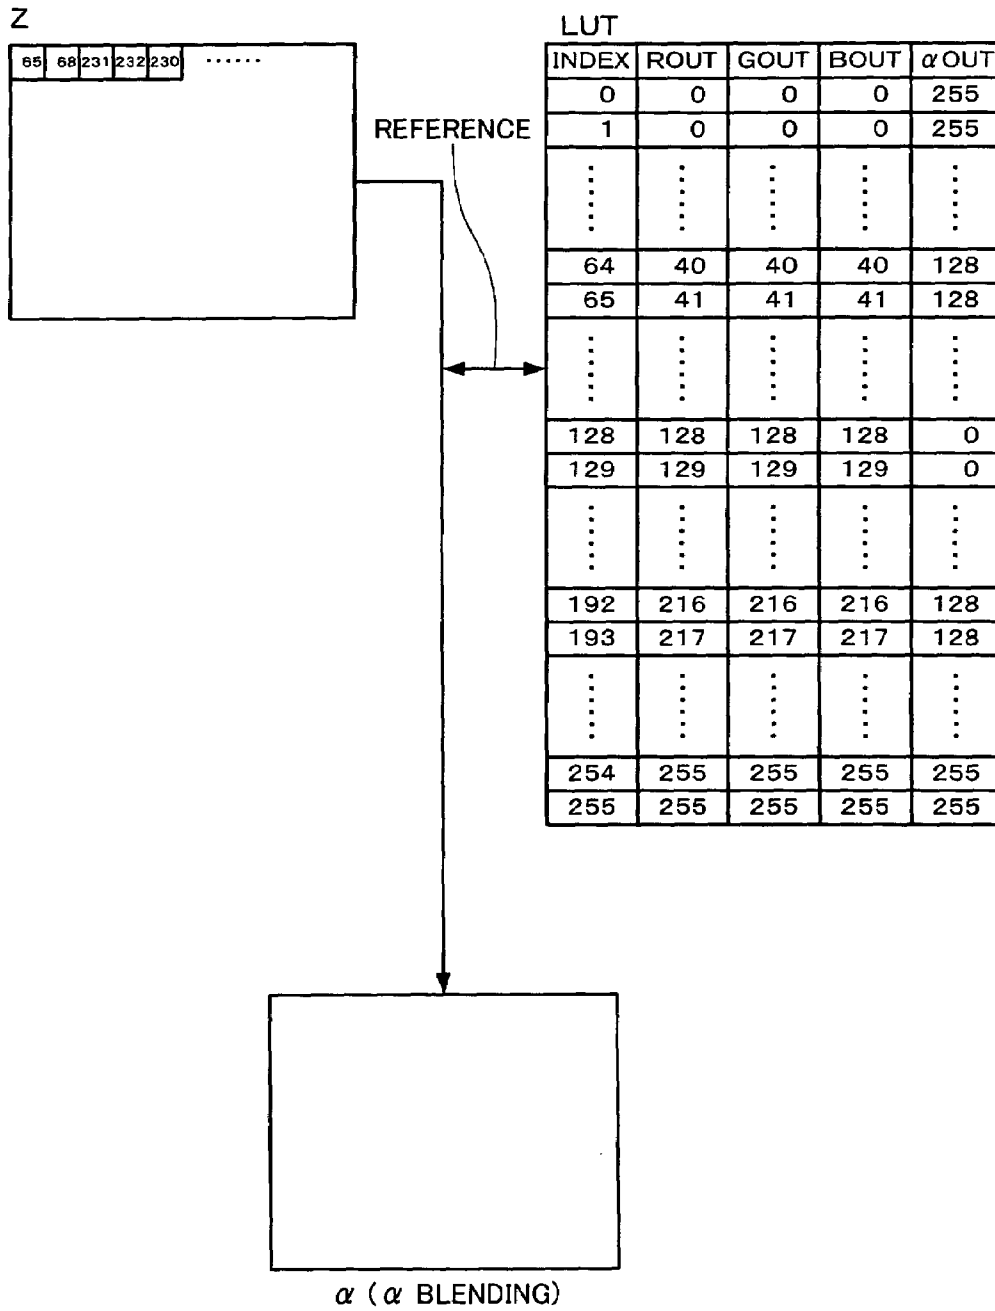 Z
65 68 231 232 230 ......
REFERENCE
LUT
INDEX ROUT GOUT BOUT αOUT
0 0 0 0 255
1 0 0 0 255
64 40 40 40 128
65 41 41 41 128
128 128 128 128 0
129 129 129 129 0
192 216 216 216 128
193 217 217 217 128
254 255 255 255 255
255 255 255 255 255
α (α BLENDING)